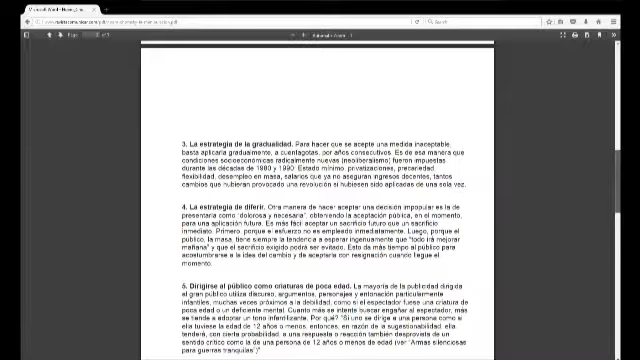 Microsoft Word -
Search
3. La estrategia de la gradualidad. Para hacer que se acepte una medida inaceptable,
basta aplicarla gradualmente, a cuentagotas, por años consecutivos. Es de esa manera que
condiciones socioeconómicas radicalmente nuevas (neoliberalismo) fueron impuestas
durante las décadas de 1980 y 1990: Estado mínimo, privatizaciones, precariedad,
flexibilidad, desempleo en masa, salarios que ya no aseguran ingresos decentes, tantos
cambios que hubieran provocado una revolución si hubiesen sido aplicadas de una sola vez.
4. La estrategia de diferir. Otra manera de hacer aceptar una decisión impopular es la de
presentarla como "dolorosa y necesaria", obteniendo la aceptación pública, en el momento,
para una aplicación futura. Es más fácil aceptar un sacrificio futuro que un sacrificio
inmediato. Primero, porque el esfuerzo no es empleado inmediatamente. Luego, porque el
público, la masa, tiene siempre la tendencia a esperar ingenuamente que "todo irá mejorar
mañana" y que el sacrificio exigido podrá ser evitado. Esto da más tiempo al público para
acostumbrarse a la idea del cambio y de aceptarla con resignación cuando llegue el
momento.
5. Dirigirse al público como criaturas de poca edad. La mayoría de la publicidad dirigida
al gran público utiliza discurso, argumentos, personajes y entonación particularmente
infantiles, muchas veces próximos a la debilidad, como si el espectador fuese una criatura de
poca edad o un deficiente mental. Cuanto más se intente buscar engañar al espectador, más
se tiende a adoptar un tono infantilizante. Por qué? "Si uno se dirige a una persona como si
ella tuviese la edad de 12 años o menos, entonces, en razón de la sugestionabilidad, ella
tenderá, con cierta probabilidad, a una respuesta o reacción también desprovista de un
sentido crítico como la de una persona de 12 años o menos de edad (ver "Armas silenciosas
para guerras tranquilas")"